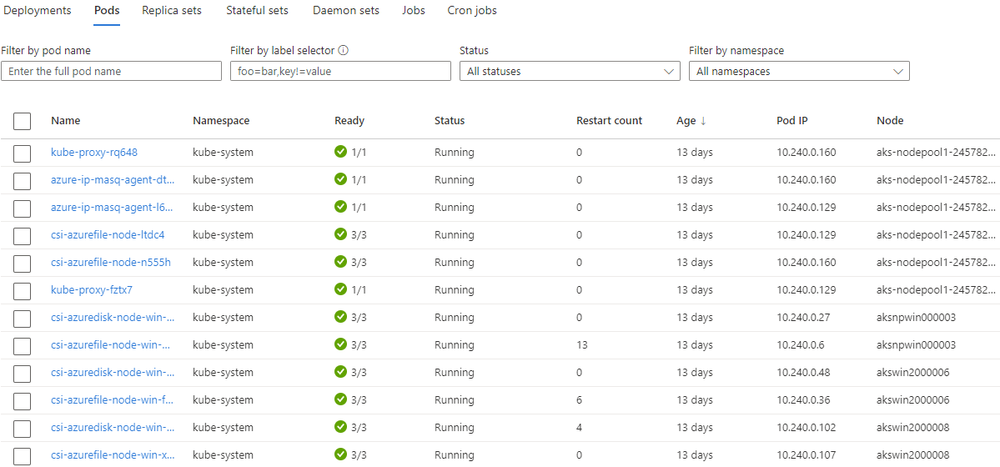 Deployments Pods Replica sets Stateful sets Daemon sets Jobs Cron jobs
Filter by pod name Filter by label selector Status Filter by namespace
Enter the full pod name foo=bar,key!=value All statuses All namespaces
Name Namespace Ready Status Restart count Age ↓ Pod IP Node
kube-proxy-rq648 kube-system 1/1 Running 0 13 days 10.240.0.160 aks-nodepool1-245782...
azure-ip-masq-agent-dt... kube-system 1/1 Running 0 13 days 10.240.0.160 aks-nodepool1-245782...
azure-ip-masq-agent-l6... kube-system 1/1 Running 0 13 days 10.240.0.129 aks-nodepool1-245782...
csi-azurefile-node-ltdc4 kube-system 3/3 Running 0 13 days 10.240.0.129 aks-nodepool1-245782...
csi-azurefile-node-n555h kube-system 3/3 Running 0 13 days 10.240.0.160 aks-nodepool1-245782...
kube-proxy-fztx7 kube-system 1/1 Running 0 13 days 10.240.0.129 aks-nodepool1-245782...
csi-azuredisk-node-win-... kube-system 3/3 Running 0 13 days 10.240.0.27 aksnpwin000003
csi-azurefile-node-win-... kube-system 3/3 Running 13 13 days 10.240.0.6 aksnpwin000003
csi-azuredisk-node-win-... kube-system 3/3 Running 0 13 days 10.240.0.48 akswin2000006
csi-azurefile-node-win-f... kube-system 3/3 Running 6 13 days 10.240.0.36 akswin2000006
csi-azuredisk-node-win-... kube-system 3/3 Running 4 13 days 10.240.0.102 akswin2000008
csi-azurefile-node-win-x... kube-system 3/3 Running 0 13 days 10.240.0.107 akswin2000008